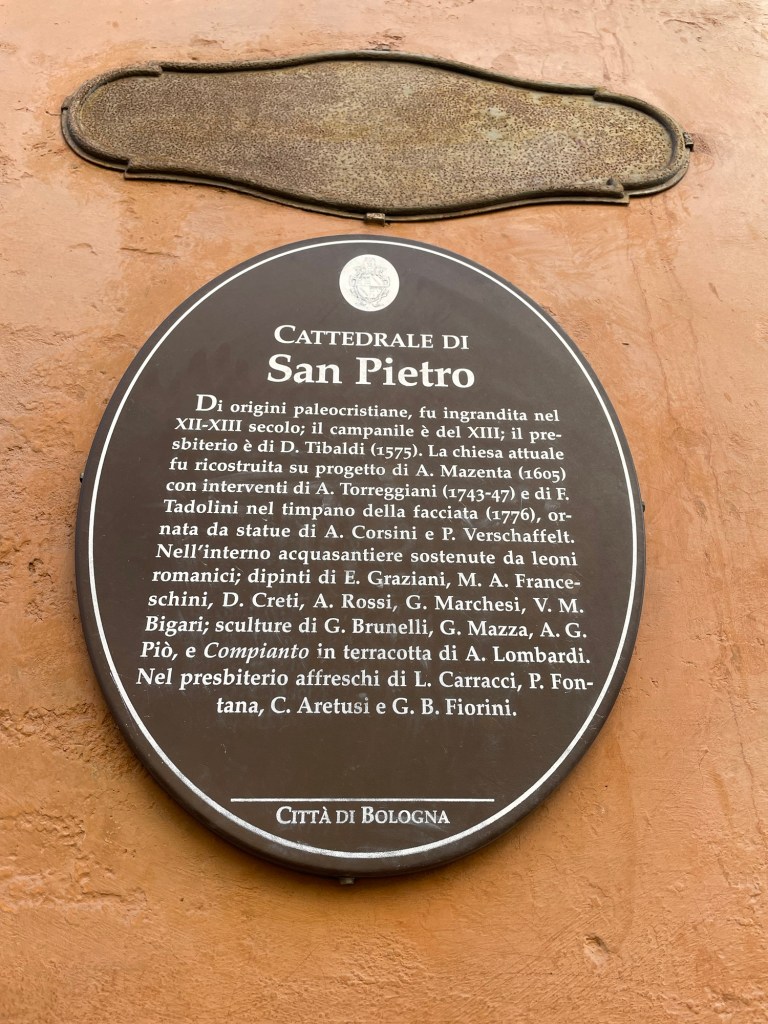 CATTEDRALE DI
San Pietro
Di origini paleocristiane, fu ingrandita nel
XII-XIII secolo; il campanile è del XIII; il pre-
sbiterio è di D. Tibaldi (1575). La chiesa attuale
fu ricostruita su progetto di A. Mazenta (1605)
con interventi di A. Torreggiani (1743-47) e di F.
Tadolini nel timpano della facciata (1776), or-
nata da statue di A. Corsini e P. Verschaffelt.
Nell'interno acquasantiere sostenute da leoni
romanici; dipinti di E. Graziani, M. A. France-
schini, D. Creti, A. Rossi, G. Marchesi, V. M.
Bigari; sculture di G. Brunelli, G. Mazza, A. G.
Piò, e Compianto in terracotta di A. Lombardi.
Nel presbiterio affreschi di L. Carracci, P. Fon-
tana, C. Aretusi e G. B. Fiorini.
CITTÀ DI BOLOGNA